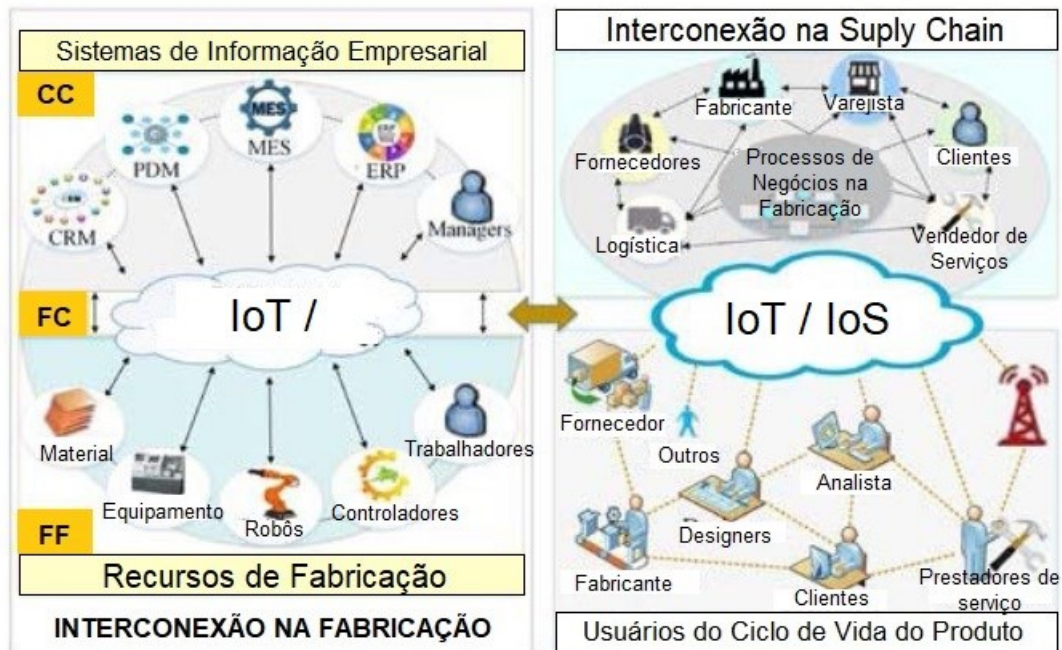 Sistemas de Informação Empresarial
CC
MES
MES
PDM
ERP
ERP
CRM
Managers
FC
IoT /
Material
Trabalhadores
Equipamento
Robôs
Controladores
FF
Recursos de Fabricação
INTERCONEXÃO NA FABRICAÇÃO
Interconexão na Suply Chain
Fabricante
Varejista
Fornecedores
Clientes
Processos de
Negócios na
Fabricação
Logística
Vendedor de
Serviços
IoT / IoS
Fornecedor
Outros
Analista
Designers
Fabricante
Clientes
Prestadores de
serviço
Usuários do Ciclo de Vida do Produto